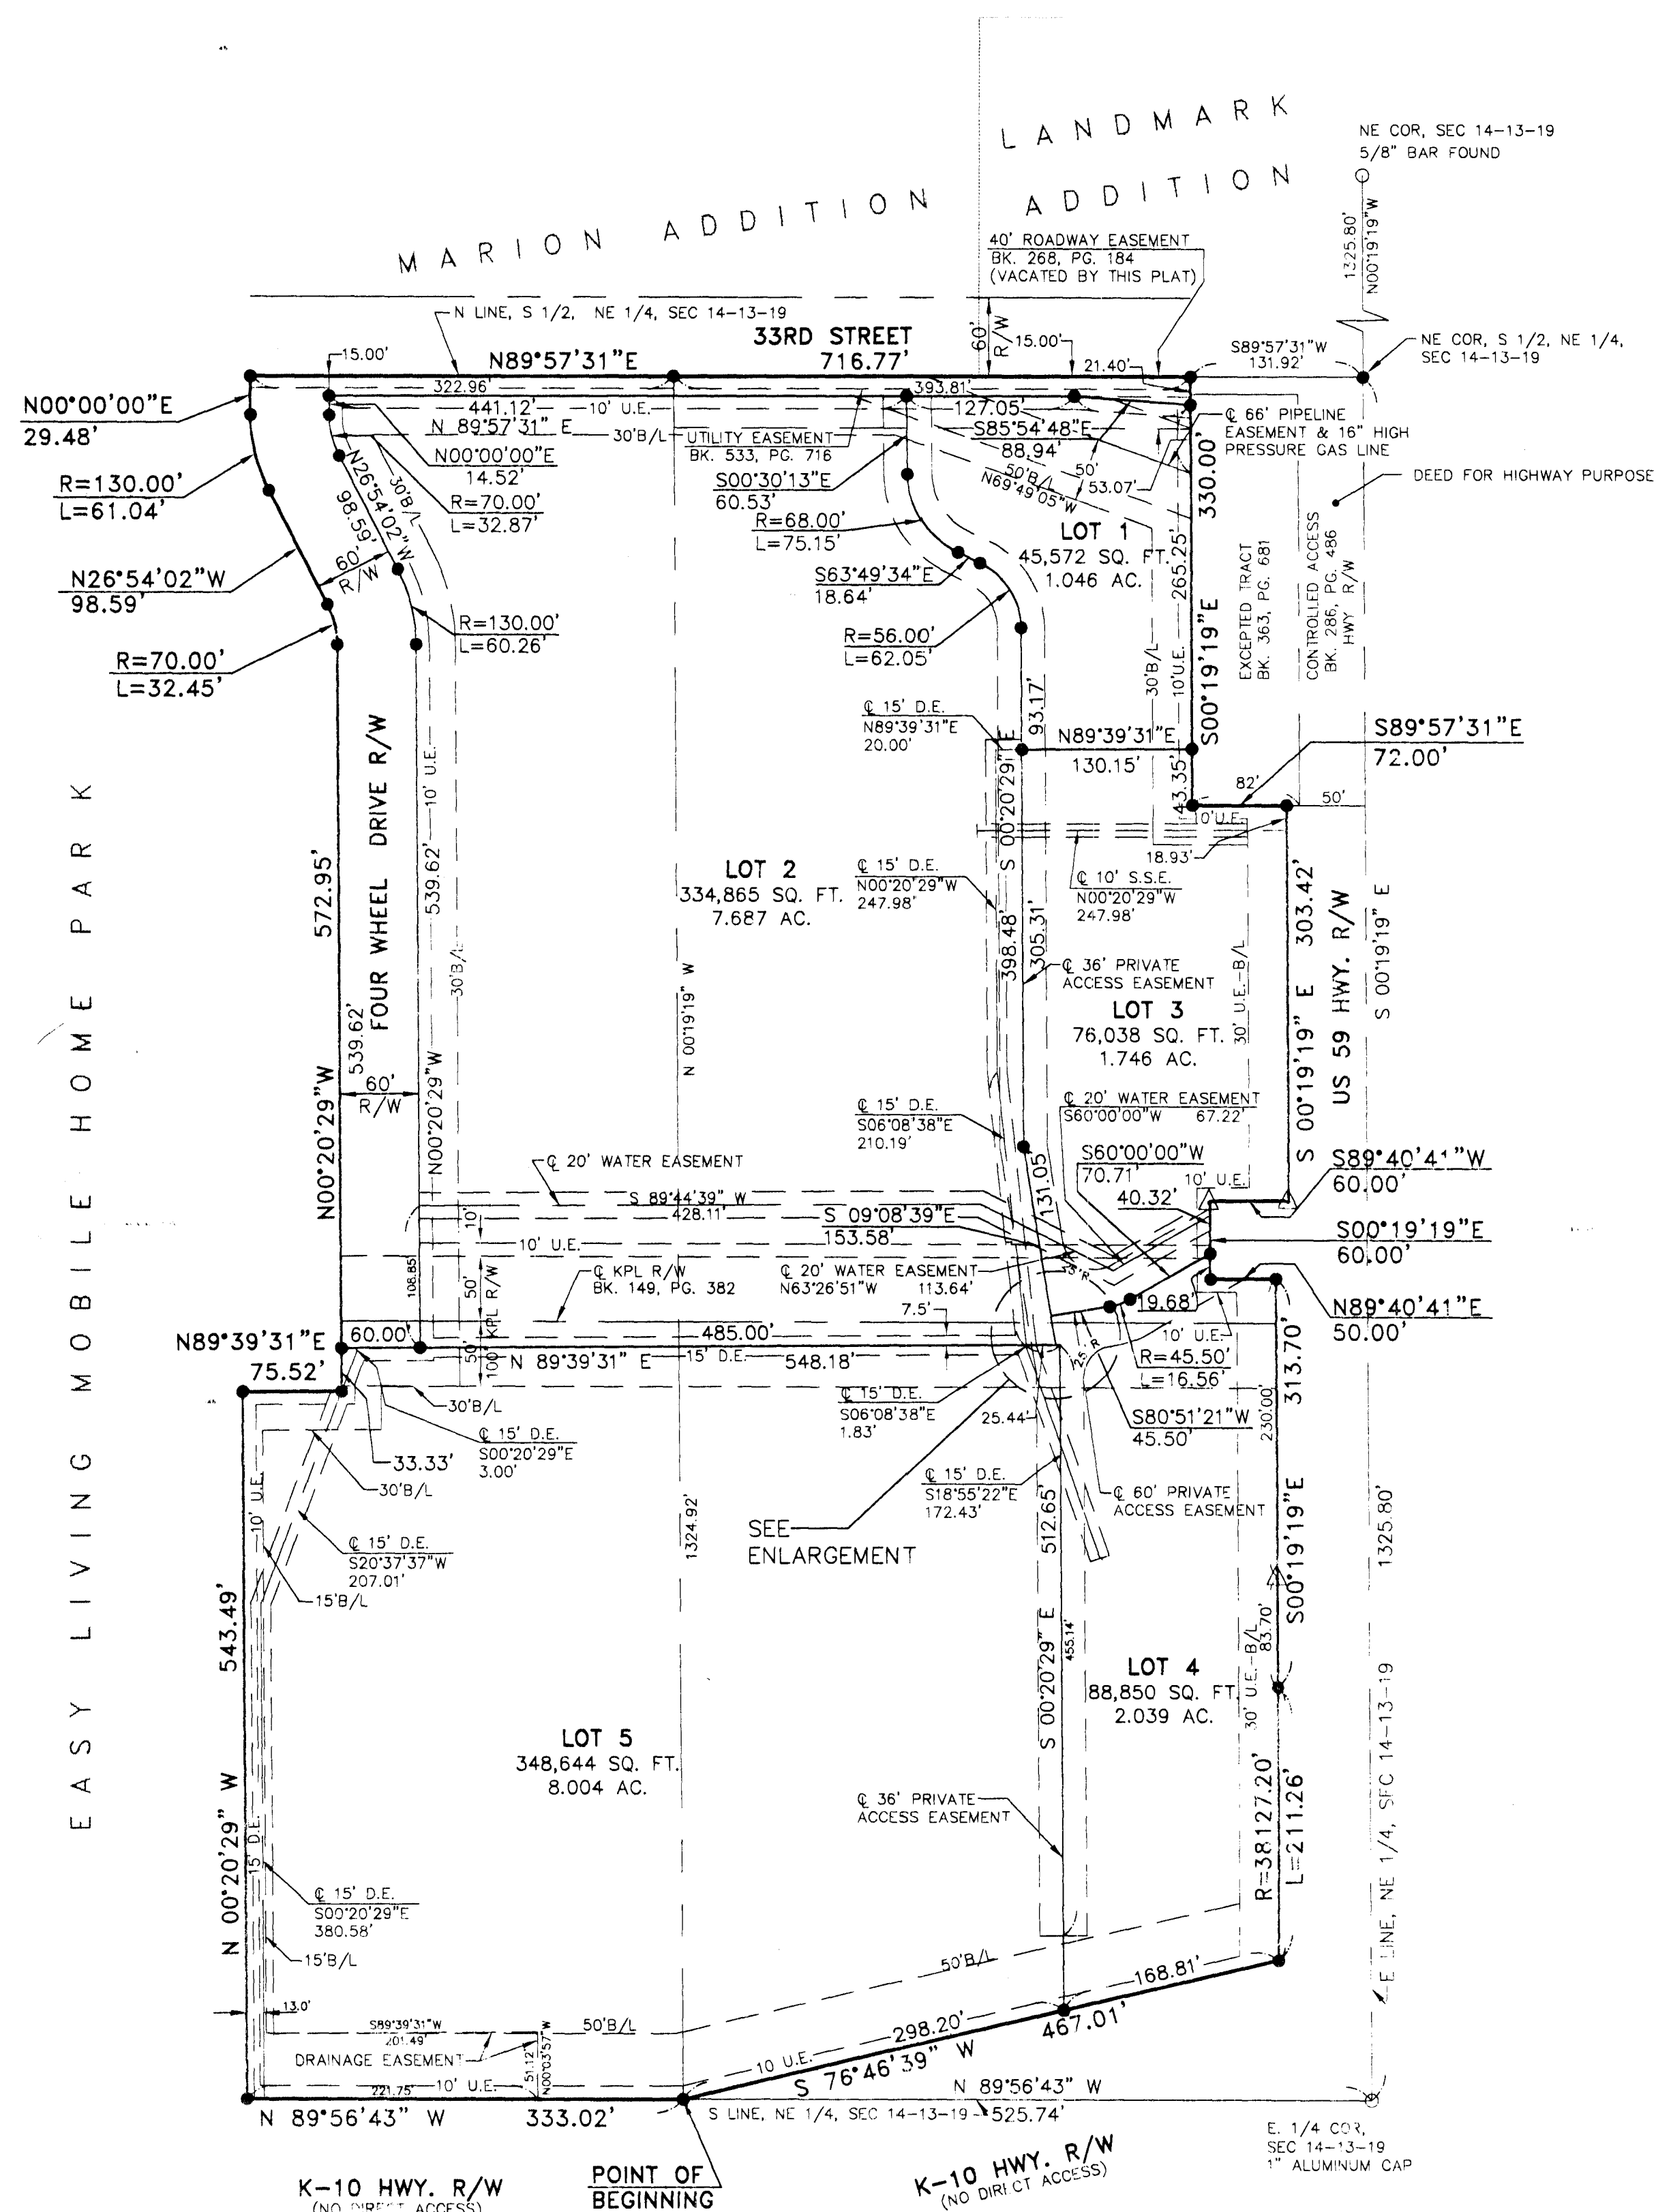 LANDMARK
ADDITION
MARION ADDITION
NE COR, SEC 14-13-19
5/8" BAR FOUND
1325.80'
N00°19'19"W
40' ROADWAY EASEMENT
BK. 268, PG. 184
(VACATED BY THIS PLAT)
N LINE, S 1/2, NE 1/4, SEC 14-13-19
33RD STREET
N89°57'31"E
716.77'
60'
R/W
15.00'
15.00'
21.40'
S89°57'31"W
131.92'
NE COR, S 1/2, NE 1/4,
SEC 14-13-19
322.96'
393.81'
N00°00'00"E
29.48'
441.12'
10' U.E.
127.05'
N 89°57'31" E
30'B/L
UTILITY EASEMENT
BK. 533, PG. 716
S85°54'48"E
88.94'
℄ 66' PIPELINE
EASEMENT & 16" HIGH
PRESSURE GAS LINE
DEED FOR HIGHWAY PURPOSE
N00°00'00"E
14.52'
50'B/L
N69°49'05"W
50'
53.07'
R=130.00'
L=61.04'
N26°54'02"W
98.59'
30'B/L
R=70.00'
L=32.87'
S00°30'13"E
60.53'
R=68.00'
L=75.15'
LOT 1
45,572 SQ. FT.
1.046 AC.
330.00'
265.25'
S00°19'19"E
EXCEPTED TRACT
BK. 363, PG. 681
CONTROLLED ACCESS
BK. 286, PG. 486
HWY R/W
N26°54'02"W
98.59'
60'
R/W
S63°49'34"E
18.64'
R=130.00'
L=60.26'
R=56.00'
L=62.05'
R=70.00'
L=32.45'
30'B/L
10'U.E.
93.17'
℄ 15' D.E.
N89°39'31"E
20.00'
N89°39'31"E
130.15'
S89°57'31"E
72.00'
43.35'
82'
50'
10'U.E.
18.93'
FOUR WHEEL DRIVE R/W
10' U.E.
539.62'
572.95'
539.62'
30'B/L
N00°20'29"W
N00°20'29"W
60'
R/W
LOT 2
334,865 SQ. FT.
7.687 AC.
℄ 15' D.E.
N00°20'29"W
247.98'
S 00°20'29" E
398.48'
305.31'
℄ 10' S.S.E.
N00°20'29"W
247.98'
N 00°19'19" W
℄ 36' PRIVATE
ACCESS EASEMENT
LOT 3
76,038 SQ. FT.
1.746 AC.
30' U.E.-B/L
S 00°19'19" E 303.42'
US 59 HWY. R/W
S 00°19'19" E
EASY LIVING MOBILE HOME PARK
℄ 15' D.E.
S06°08'38"E
210.19'
℄ 20' WATER EASEMENT
S60°00'00"W 67.22'
℄ 20' WATER EASEMENT
S60°00'00"W
70.71'
40.32'
10' U.E.
S89°40'41"W
60.00'
131.05
S 89°44'39" W
428.11'
10'
S 09°08'39"E
153.58'
10' U.E.
S00°19'19"E
60.00'
108.85'
50'
℄ KPL R/W
BK. 149, PG. 382
℄ 20' WATER EASEMENT
N63°26'51"W 113.64'
25'R
7.5'
19.68'
N89°40'41"E
50.00'
N89°39'31"E
75.52'
60.00'
50'
100' KPL R/W
485.00'
N 89°39'31" E
15' D.E.
548.18'
25' R
10' U.E.
R=45.50'
L=16.56'
30'B/L
℄ 15' D.E.
S06°08'38"E
1.83'
25.44'
S80°51'21"W
45.50'
230.00'
313.70'
℄ 15' D.E.
S00°20'29"E
3.00'
33.33'
30'B/L
℄ 15' D.E.
S18°55'22"E
172.43'
℄ 60' PRIVATE
ACCESS EASEMENT
10' U.E.
℄ 15' D.E.
S20°37'37"W
207.01'
15'B/L
SEE
ENLARGEMENT
1324.92'
512.65'
S00°19'19"E
1325.80'
543.49'
S 00°20'29" E
455.14'
83.70'
LOT 4
88,850 SQ. FT.
2.039 AC.
30' U.E.-B/L
LOT 5
348,644 SQ. FT.
8.004 AC.
R=38127.20'
L=211.26'
℄ 36' PRIVATE
ACCESS EASEMENT
N 00°20'29" W
15' D.E.
℄ 15' D.E.
S00°20'29"E
380.58'
15'B/L
E LINE, NE 1/4, SEC 14-13-19
50'B/L
168.81'
13.0'
S89°39'31"W
201.49'
50'B/L
298.20'
467.01'
DRAINAGE EASEMENT
51.12'
N00°03'57"W
10 U.E.
S 76°46'39" W
221.75'
10' U.E.
N 89°56'43" W
N 89°56'43" W
333.02'
S LINE, NE 1/4, SEC 14-13-19
525.74'
E. 1/4 COR,
SEC 14-13-19
1" ALUMINUM CAP
K-10 HWY. R/W
(NO DIRECT ACCESS)
POINT OF
BEGINNING
K-10 HWY. R/W
(NO DIRECT ACCESS)